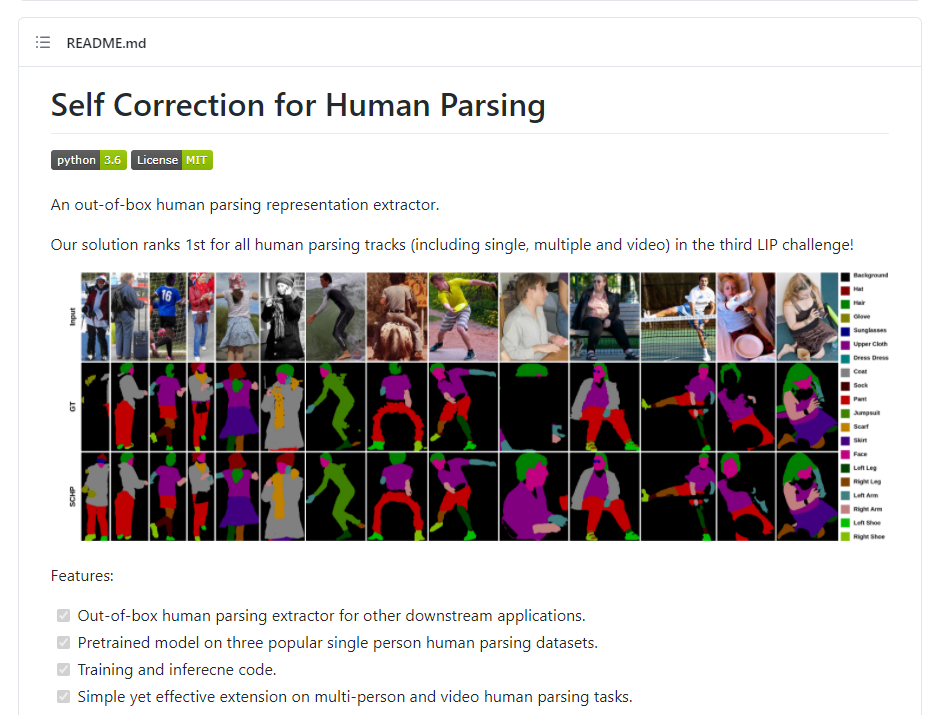 README.md
Self Correction for Human Parsing
python 3.6 License MIT
An out-of-box human parsing representation extractor.
Our solution ranks 1st for all human parsing tracks (including single, multiple and video) in the third LIP challenge!
Input
GT
SCHP
16
Background
Hat
Hair
Glove
Sunglasses
Upper Cloth
Dress Dress
Coat
Sock
Pant
Jumpsuit
Scarf
Skirt
Face
Left Leg
Right Leg
Left Arm
Right Arm
Left Shoe
Right Shoe
Features:
Out-of-box human parsing extractor for other downstream applications.
Pretrained model on three popular single person human parsing datasets.
Training and inferecne code.
Simple yet effective extension on multi-person and video human parsing tasks.